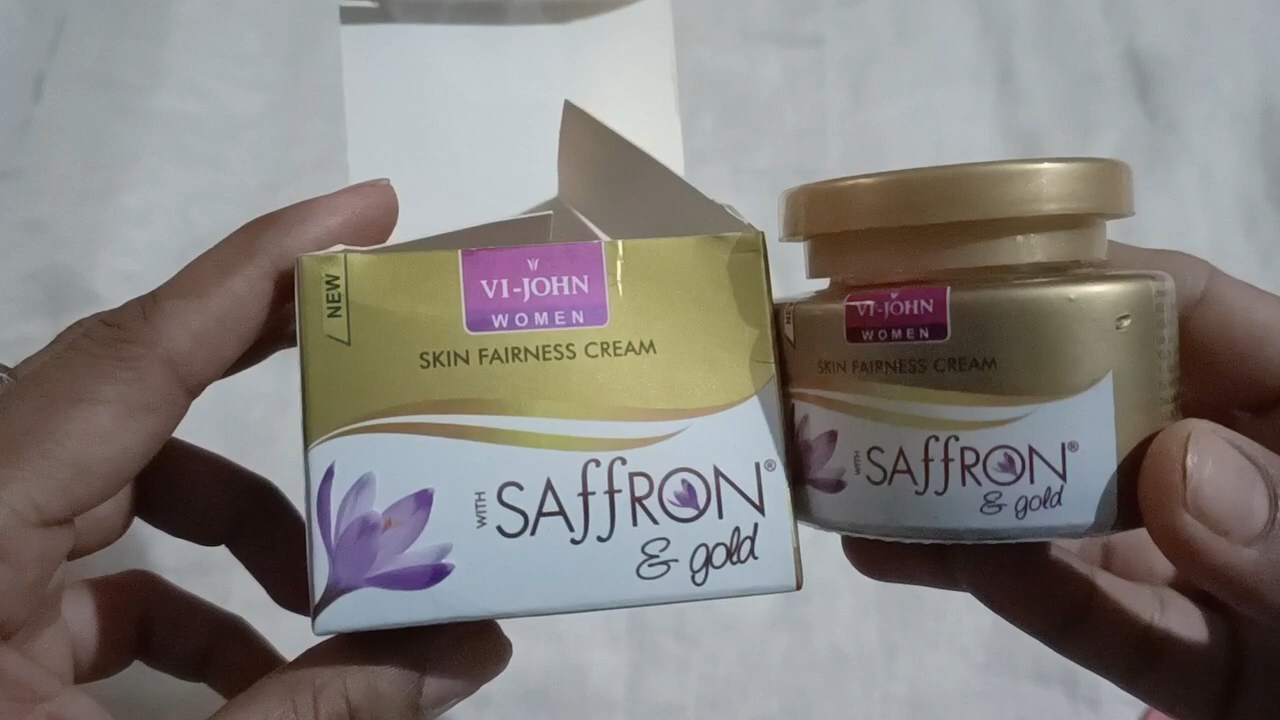 NEW
VI-JOHN
WOMEN
SKIN FAIRNESS CREAM
WITH SAffRON®
& gold
NEW
VI-JOHN
WOMEN
SKIN FAIRNESS CREAM
WITH SAffRON®
& gold